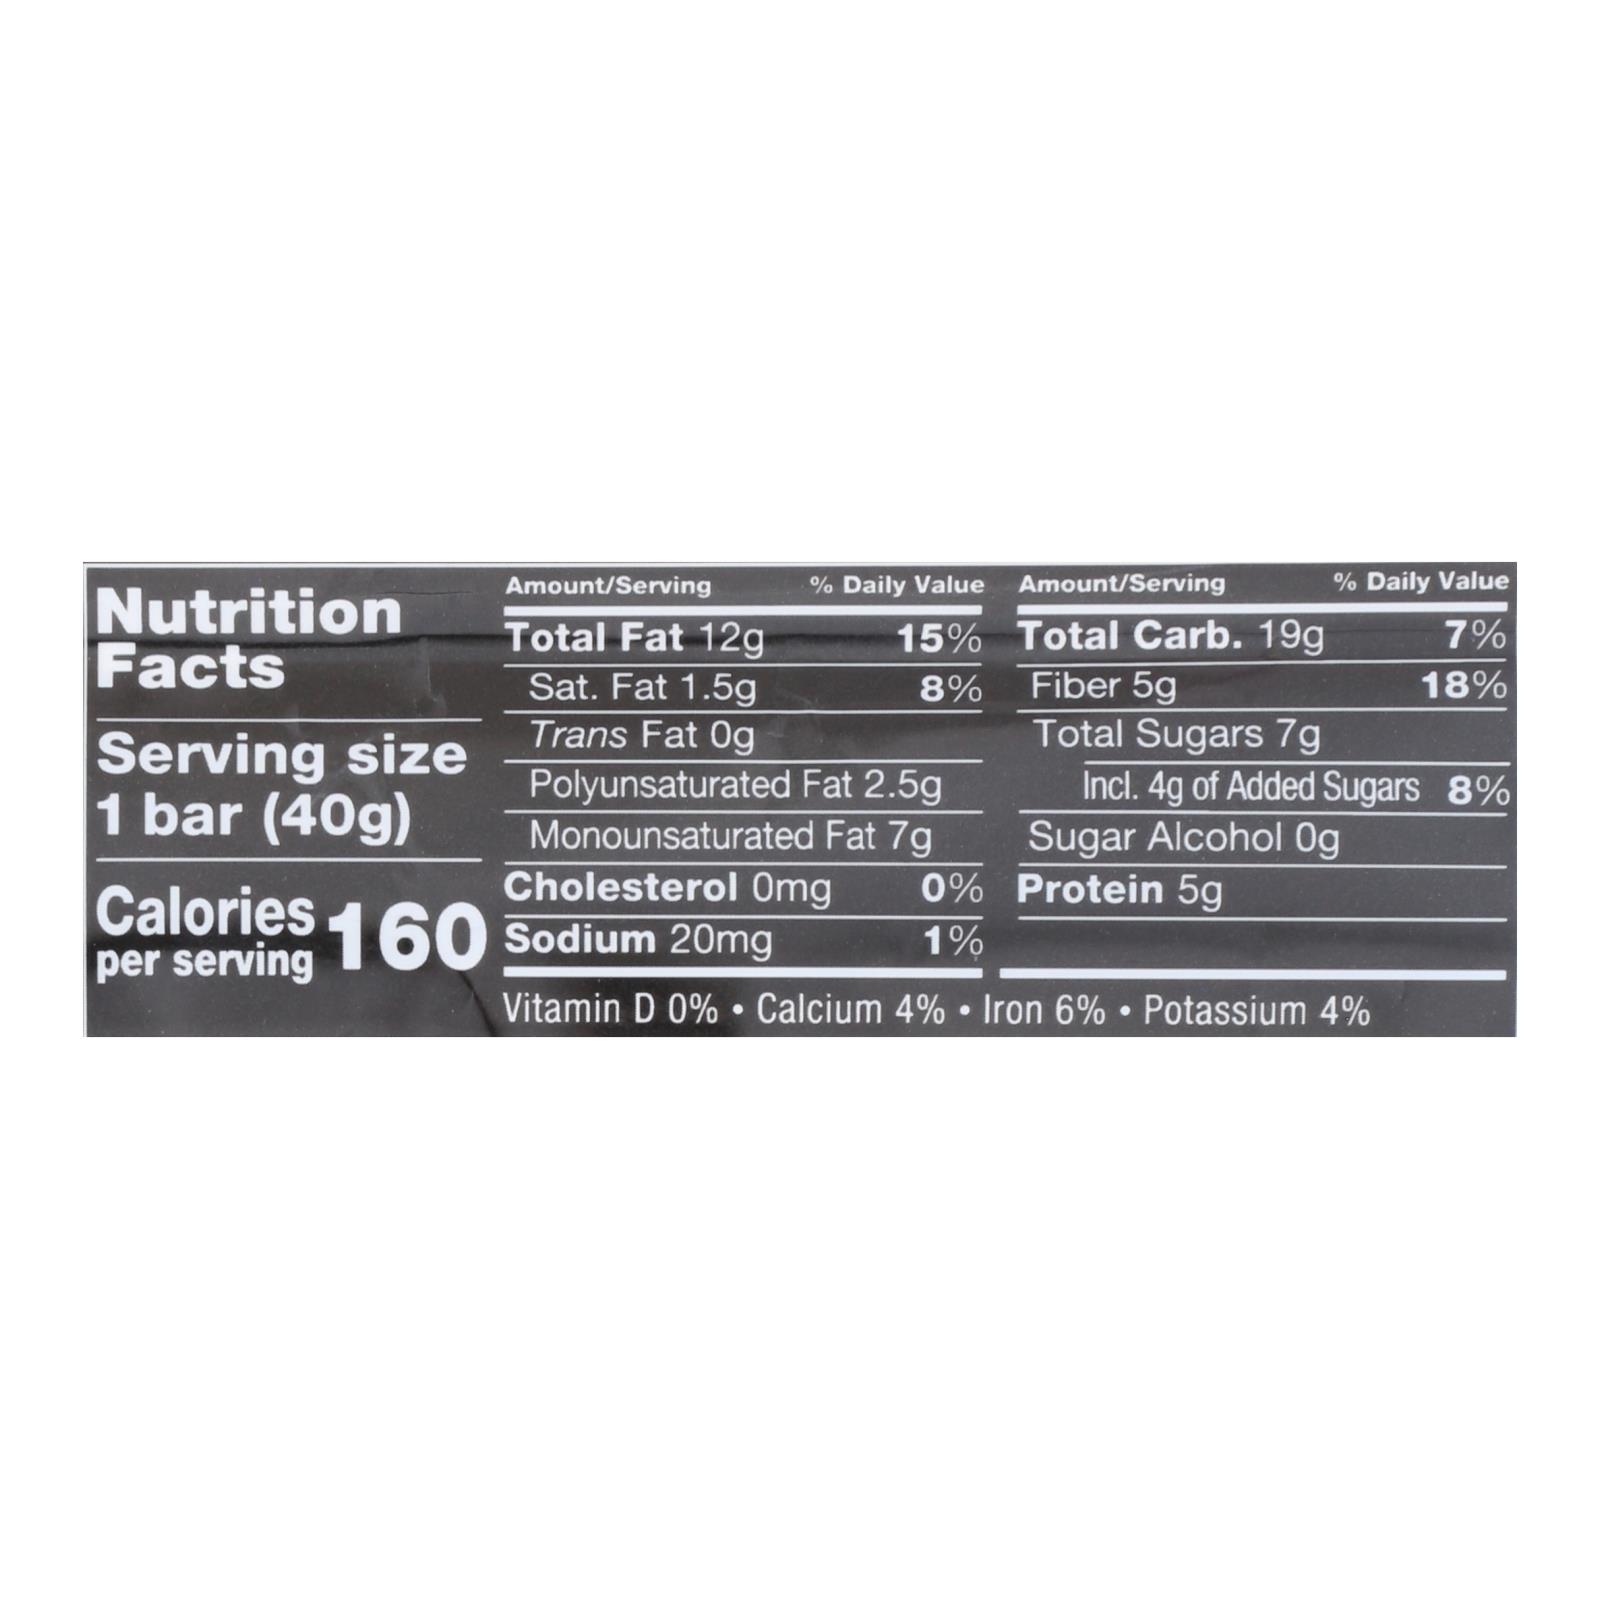 Nutrition
Facts
Serving size
1 bar (40g)
Calories
per serving
160
Amount/Serving % Daily Value
Total Fat 12g 15%
Sat. Fat 1.5g 8%
Trans Fat 0g
Polyunsaturated Fat 2.5g
Monounsaturated Fat 7g
Cholesterol 0mg 0%
Sodium 20mg 1%
Amount/Serving % Daily Value
Total Carb. 19g 7%
Fiber 5g 18%
Total Sugars 7g
Incl. 4g of Added Sugars 8%
Sugar Alcohol 0g
Protein 5g
Vitamin D 0% • Calcium 4% • Iron 6% • Potassium 4%